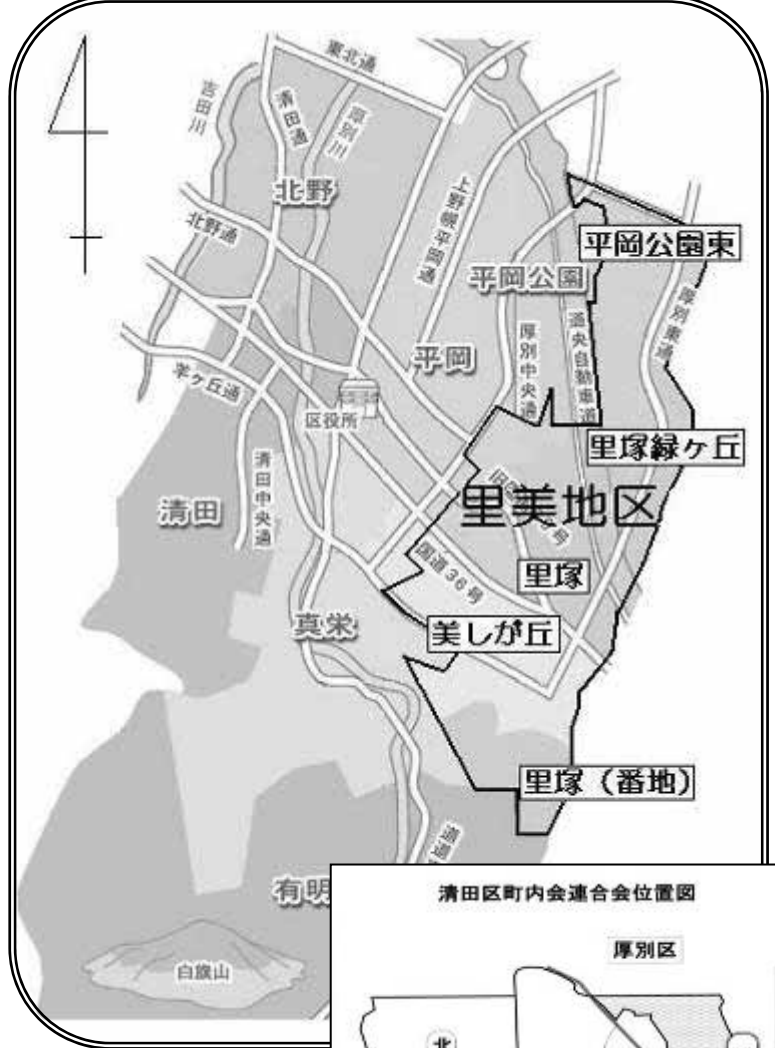 東北通
吉田川
清田通
厚別川
北野
上野幌平岡通
平岡公園東
北野通
平岡公園
厚別東通
道央自動車道
厚別中央通
平岡
羊ヶ丘通
区役所
里塚緑ヶ丘
清田中央通
里美地区
清田
号
国道36号
里塚
真栄
美しが丘
里塚（番地）
道道
有明
白旗山
清田区町内会連合会位置図
厚別区
北